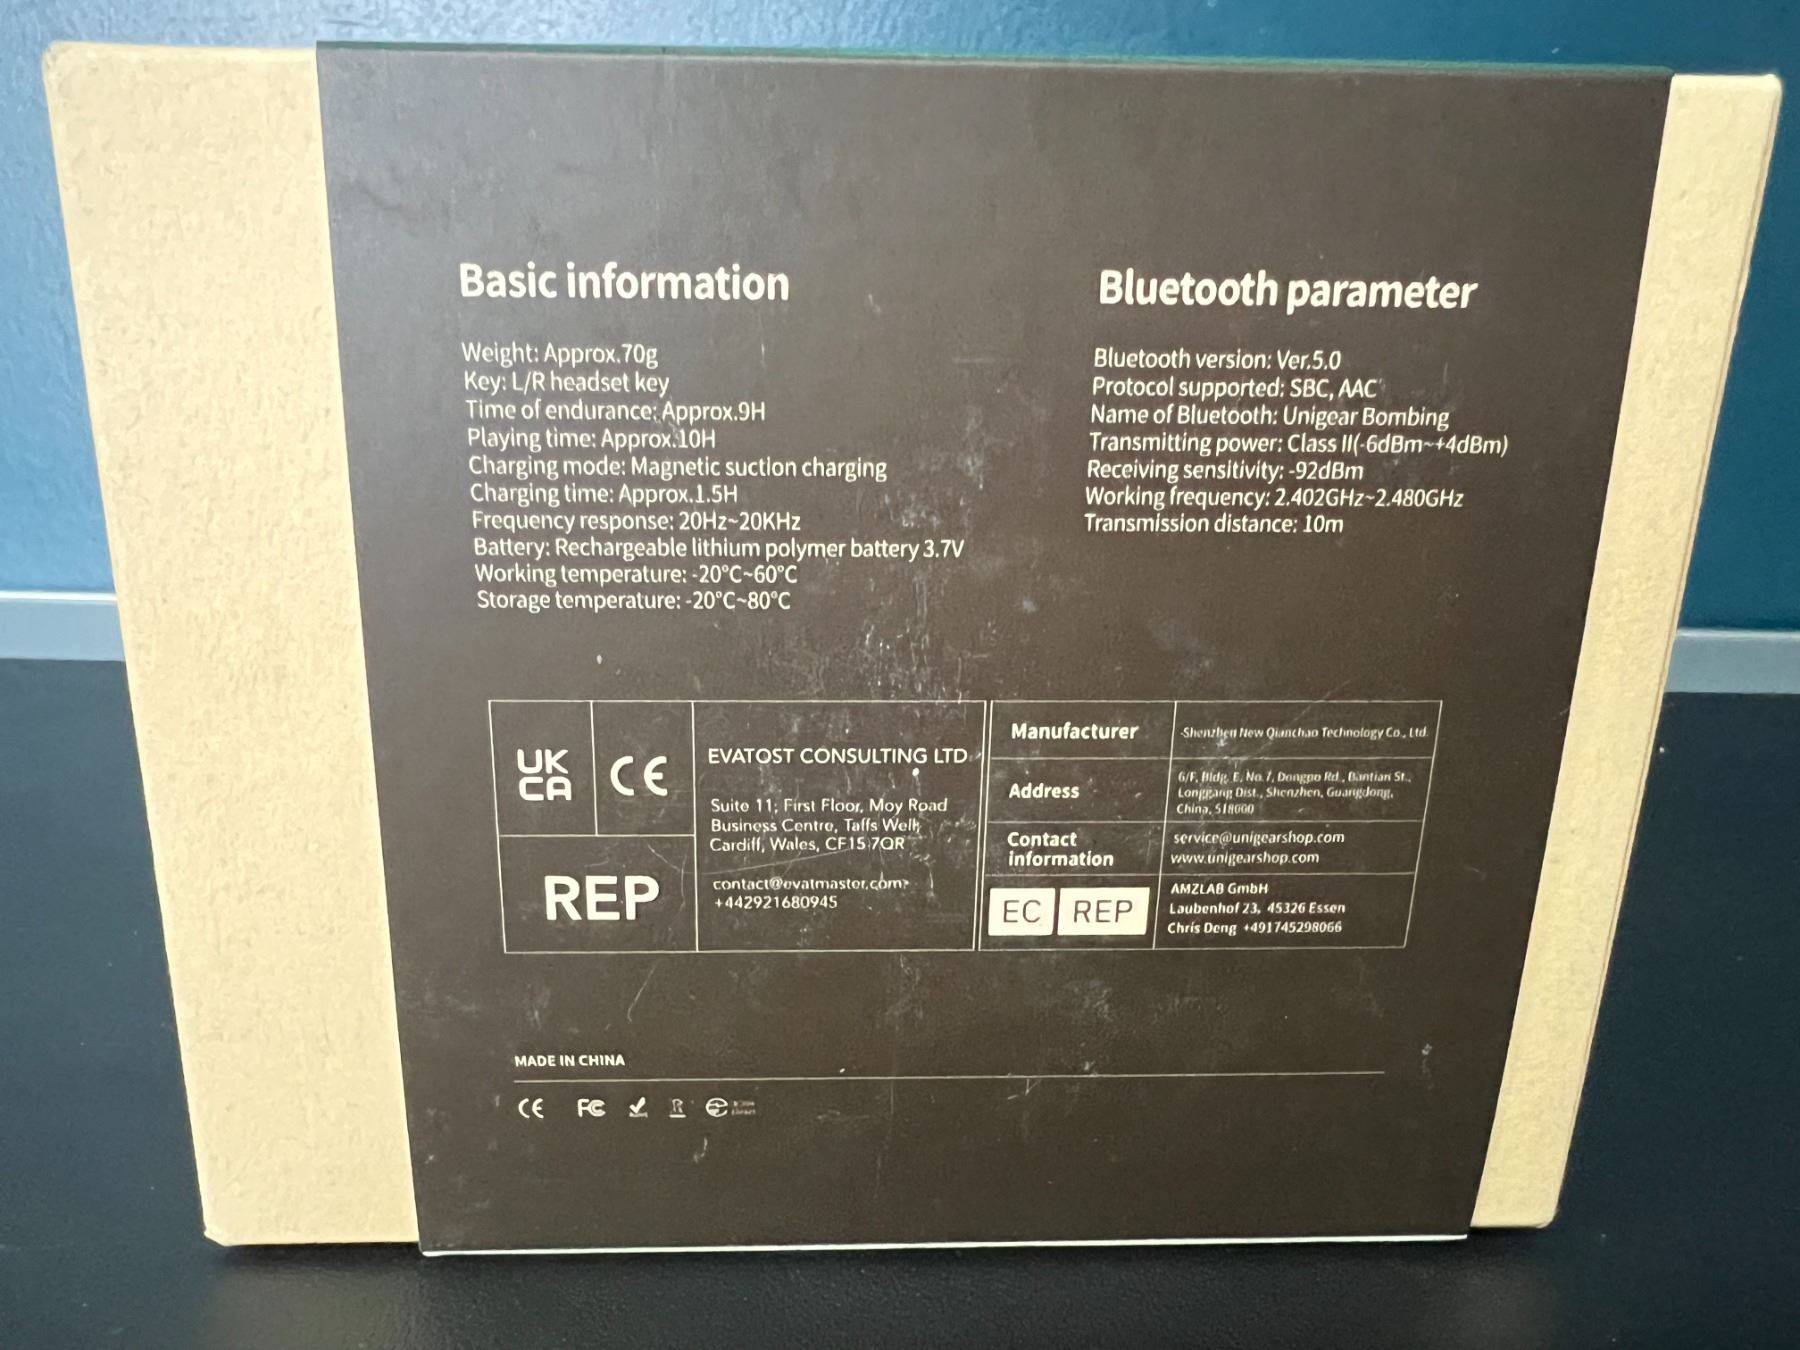 Basic information
Weight: Approx.70g
Key: L/R headset key
Time of endurance: Approx.9H
Playing time: Approx.10H
Charging mode: Magnetic suction charging
Charging time: Approx.1.5H
Frequency response: 20Hz~20KHz
Battery: Rechargeable lithium polymer battery 3.7V
Working temperature: -20°C~60°C
Storage temperature: -20°C~80°C
Bluetooth parameter
Bluetooth version: Ver.5.0
Protocol supported: SBC, AAC
Name of Bluetooth: Unigear Bombing
Transmitting power: Class II(-6dBm~+4dBm)
Receiving sensitivity: -92dBm
Working frequency: 2.402GHz~2.480GHz
Transmission distance: 10m
UK
CA
CE
REP
EVATOST CONSULTING LTD
Suite 11, First Floor, Moy Road
Business Centre, Taffs Well,
Cardiff, Wales, CF15 7QR
contact@evatmaster.com
+442921680945
Manufacturer
Shenzhen New Qianchao Technology Co., Ltd.
Address
6/F, Bldg. E, No.7, Dongpo Rd., Bantian St.,
Longgang Dist., Shenzhen, Guangdong,
China, 518000
Contact
information
service@unigearshop.com
www.unigearshop.com
EC REP
AMZLAB GmbH
Laubenhof 23, 45326 Essen
Chris Deng +491745298066
MADE IN CHINA
CE FC R